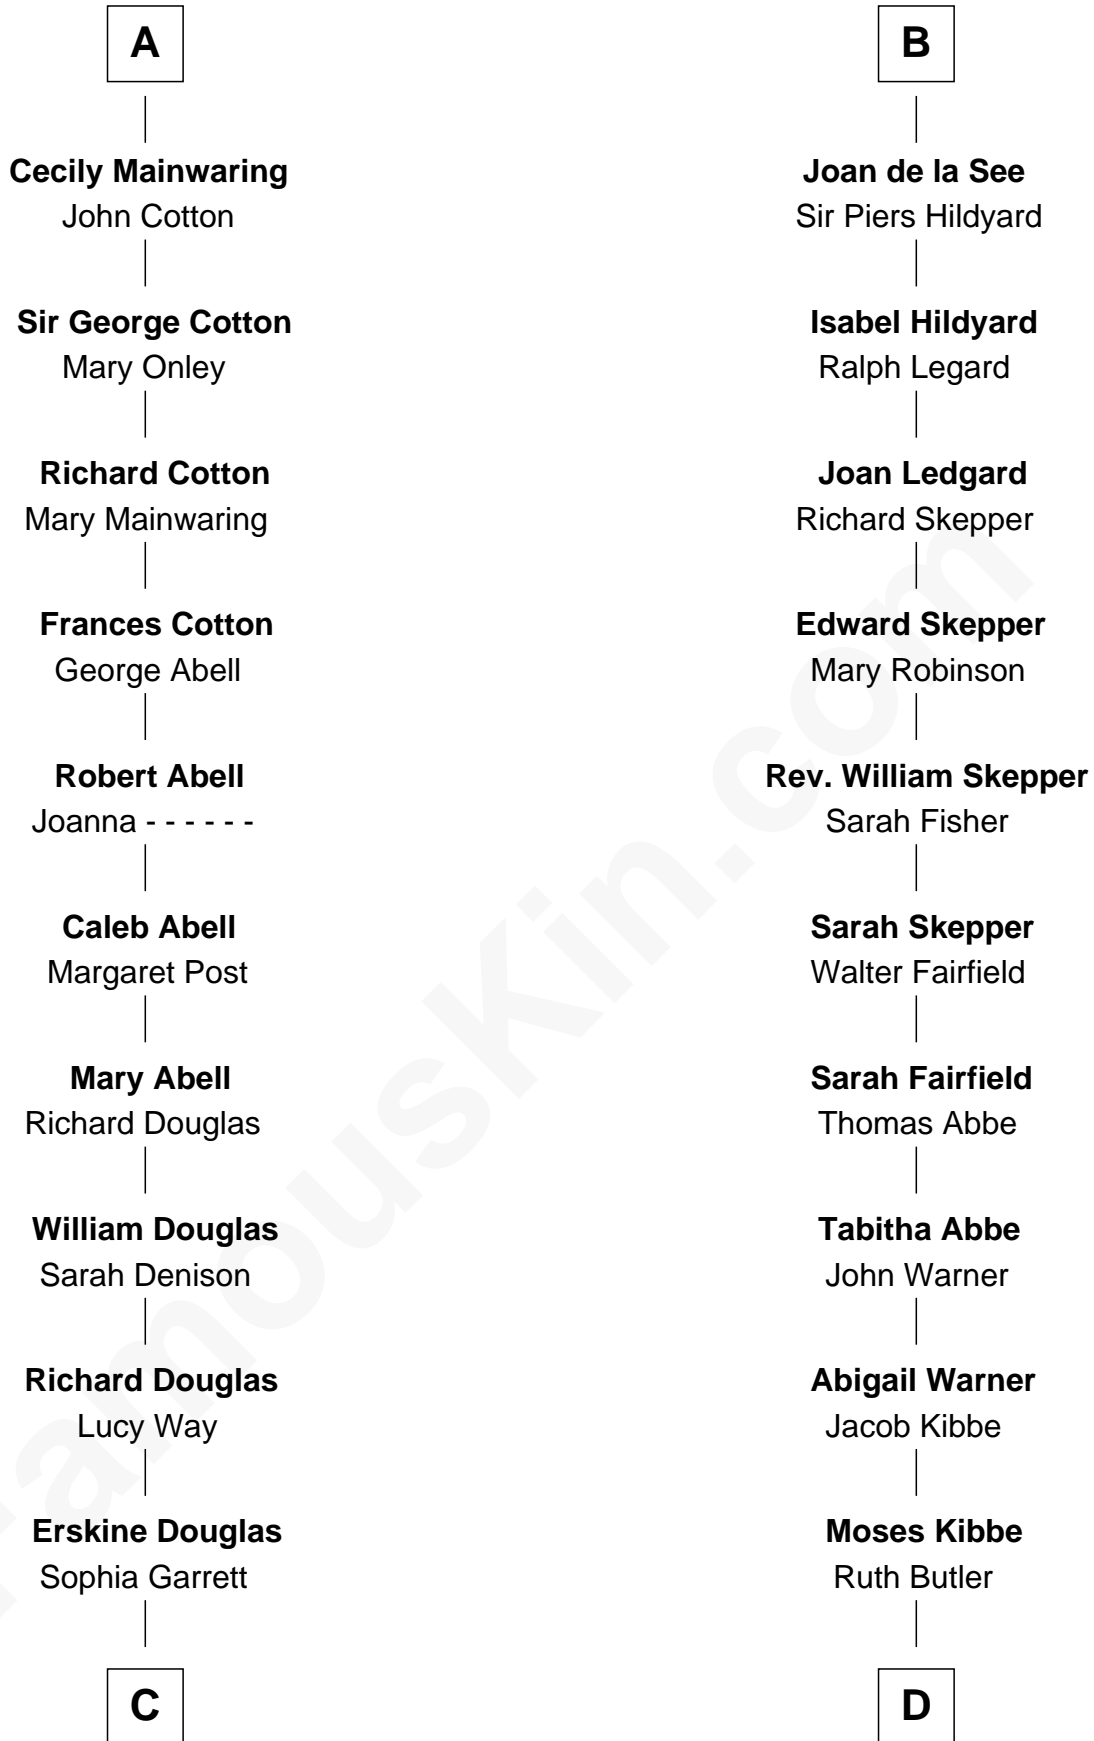 A
Cecily Mainwaring
John Cotton
Sir George Cotton
Mary Onley
Richard Cotton
Mary Mainwaring
Frances Cotton
George Abell
Robert Abell
Joanna - - - - - -
Caleb Abell
Margaret Post
Mary Abell
Richard Douglas
William Douglas
Sarah Denison
Richard Douglas
Lucy Way
Erskine Douglas
Sophia Garrett
C
B
Joan de la See
Sir Piers Hildyard
Isabel Hildyard
Ralph Legard
Joan Ledgard
Richard Skepper
Edward Skepper
Mary Robinson
Rev. William Skepper
Sarah Fisher
Sarah Skepper
Walter Fairfield
Sarah Fairfield
Thomas Abbe
Tabitha Abbe
John Warner
Abigail Warner
Jacob Kibbe
Moses Kibbe
Ruth Butler
D
FamousKin.com